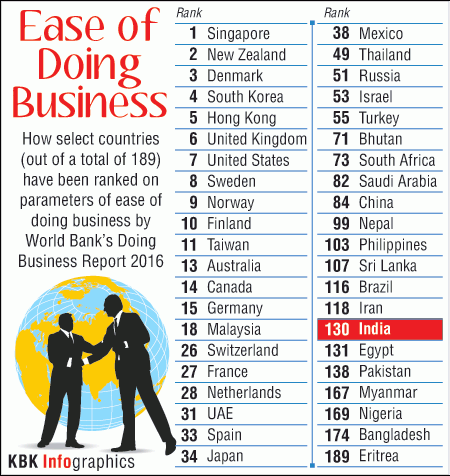 Ease of
Doing
Business
How select countries
(out of a total of 189)
have been ranked on
parameters of ease of
doing business by
World Bank's Doing
Business Report 2016
KBK Infographics
Rank
1 Singapore
2 New Zealand
3 Denmark
4 South Korea
5 Hong Kong
6 United Kingdom
7 United States
8 Sweden
9 Norway
10 Finland
11 Taiwan
13 Australia
14 Canada
15 Germany
18 Malaysia
26 Switzerland
27 France
28 Netherlands
31 UAE
33 Spain
34 Japan
Rank
38 Mexico
49 Thailand
51 Russia
53 Israel
55 Turkey
71 Bhutan
73 South Africa
82 Saudi Arabia
84 China
99 Nepal
103 Philippines
107 Sri Lanka
116 Brazil
118 Iran
130 India
131 Egypt
138 Pakistan
167 Myanmar
169 Nigeria
174 Bangladesh
189 Eritrea